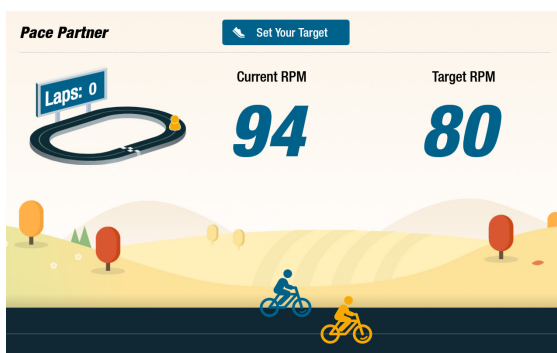 Pace Partner
Set Your Target
Laps: 0
Current RPM
Target RPM
94
80